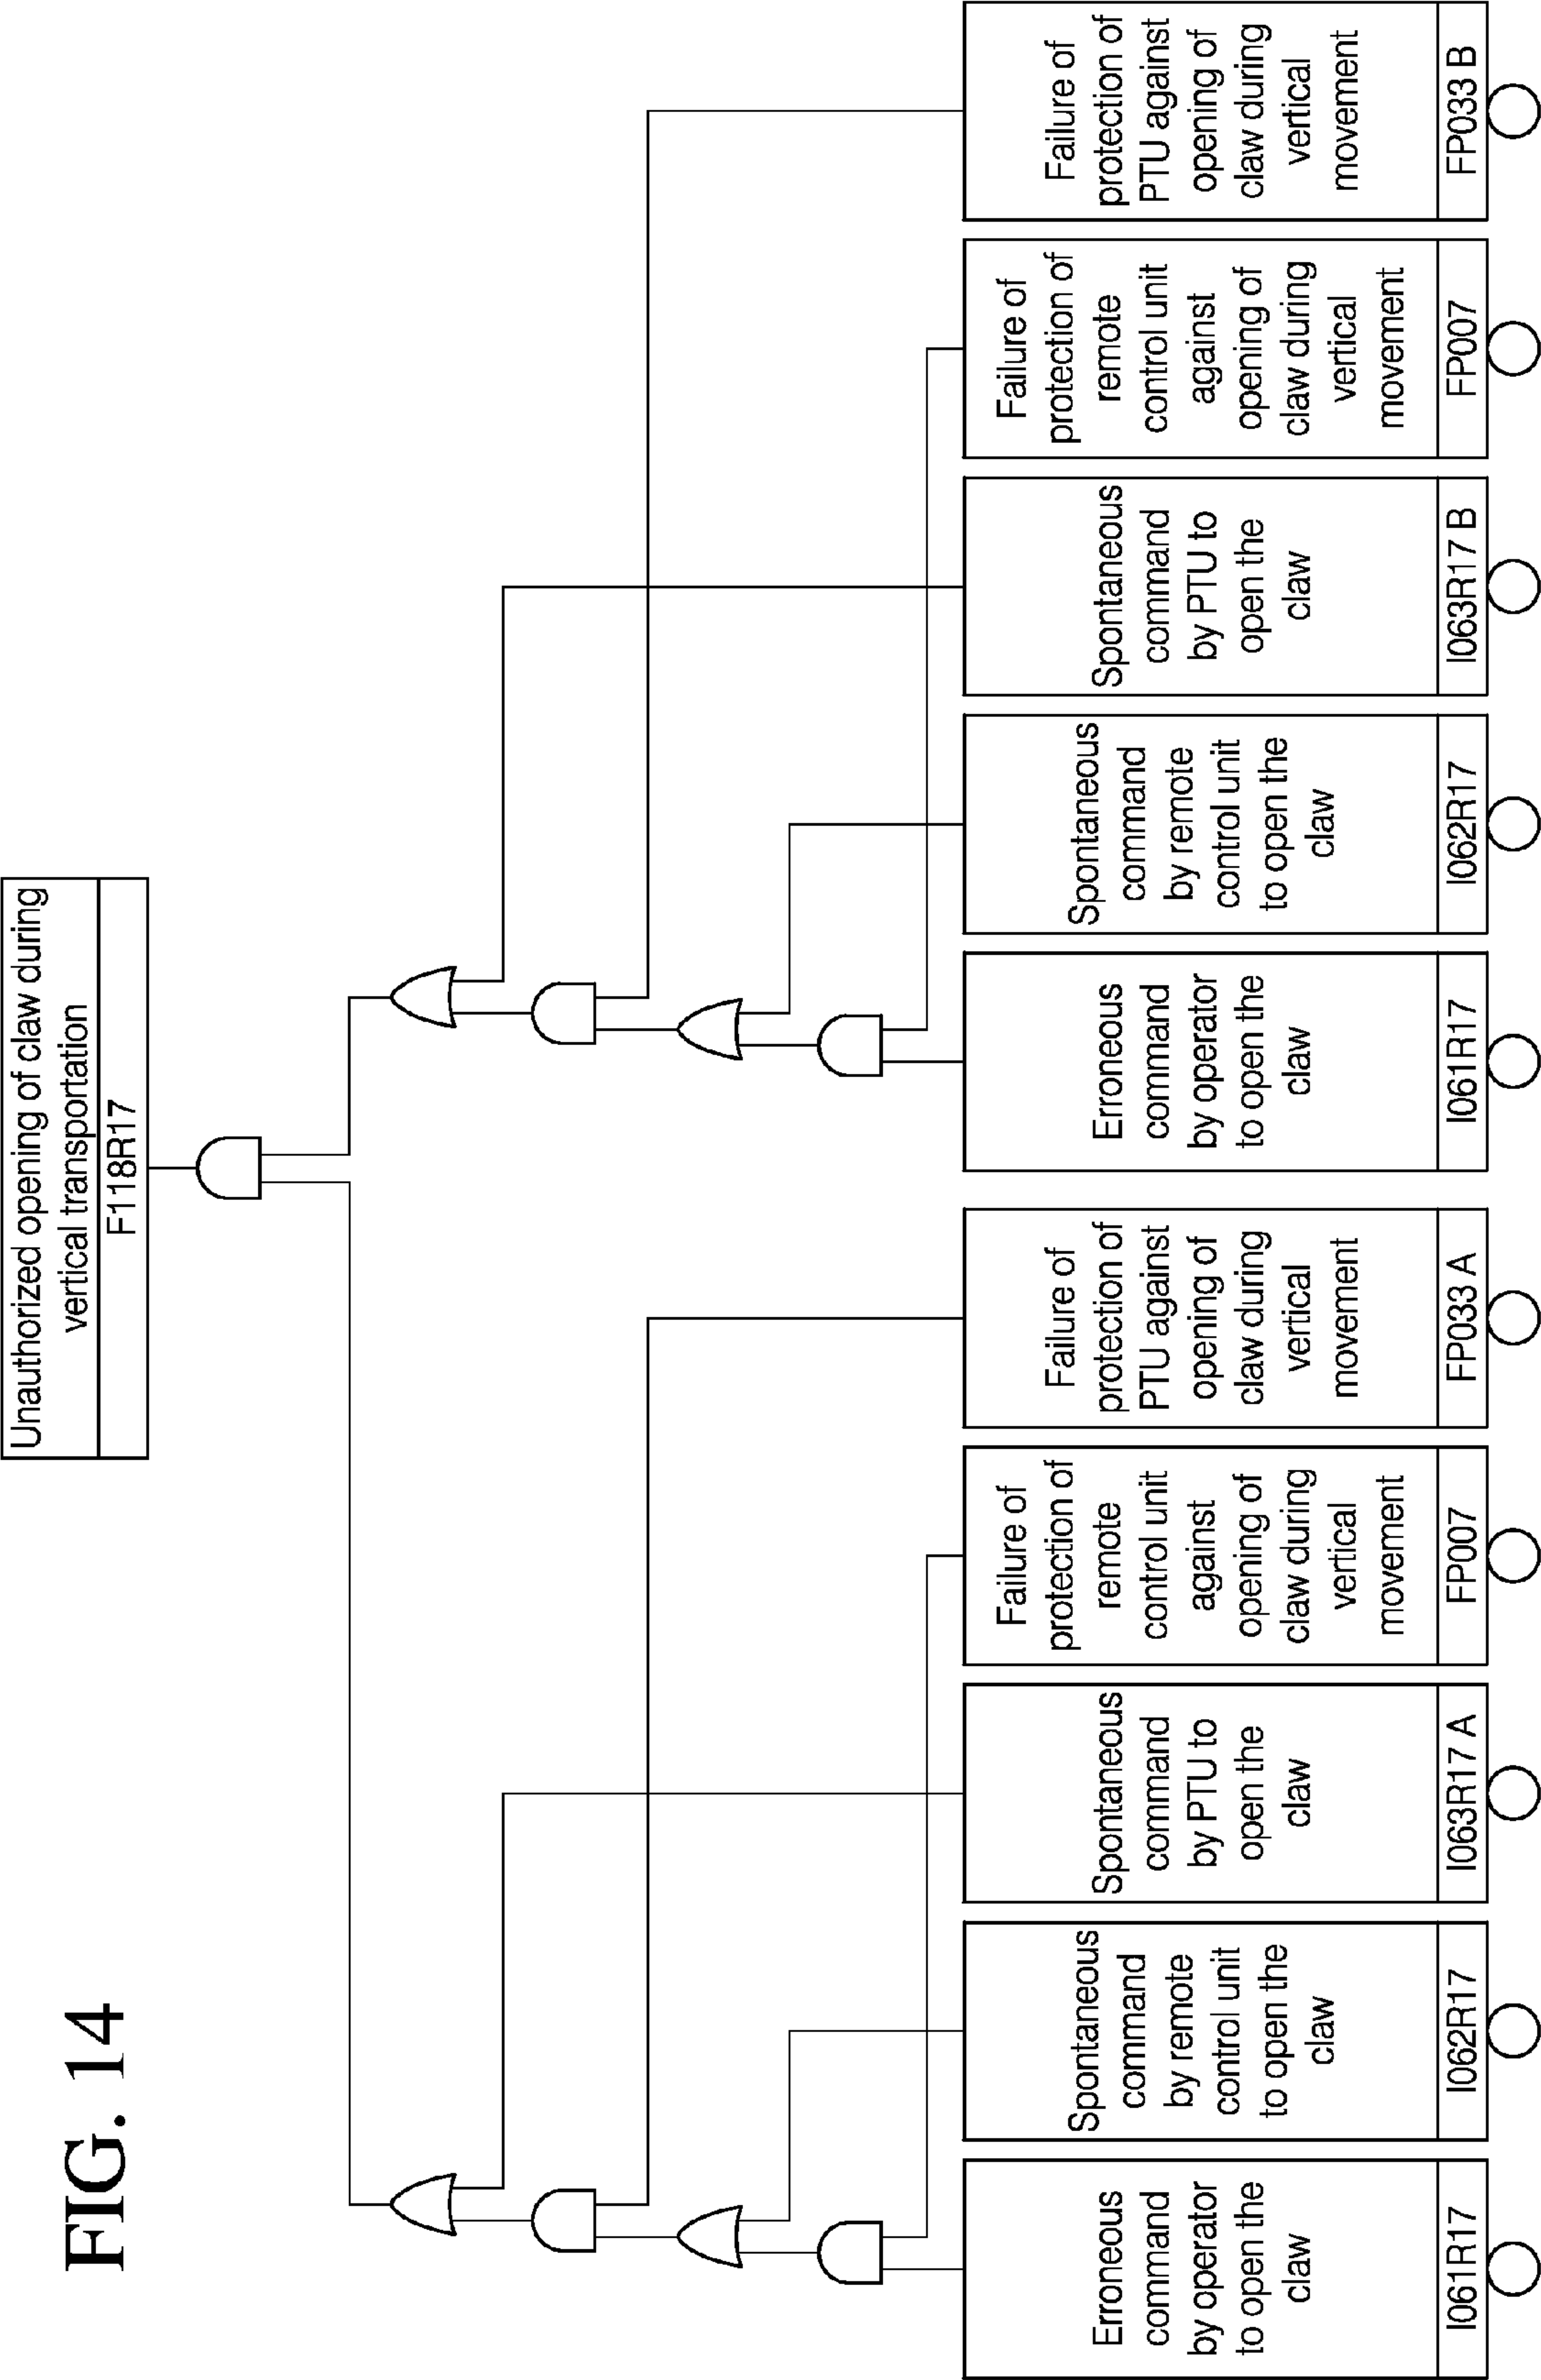 FIG. 14
Unauthorized opening of claw during
vertical transportation
F118R17
Erroneous
command
by operator
to open the
claw
I061R17
Spontaneous
command
by remote
control unit
to open the
claw
I062R17
Spontaneous
command
by PTU to
open the
claw
I063R17 A
Failure of
protection of
remote
control unit
against
opening of
claw during
vertical
movement
FP007
Failure of
protection of
PTU against
opening of
claw during
vertical
movement
FP033 A
Erroneous
command
by operator
to open the
claw
I061R17
Spontaneous
command
by remote
control unit
to open the
claw
I062R17
Spontaneous
command
by PTU to
open the
claw
I063R17 B
Failure of
protection of
remote
control unit
against
opening of
claw during
vertical
movement
FP007
Failure of
protection of
PTU against
opening of
claw during
vertical
movement
FP033 B